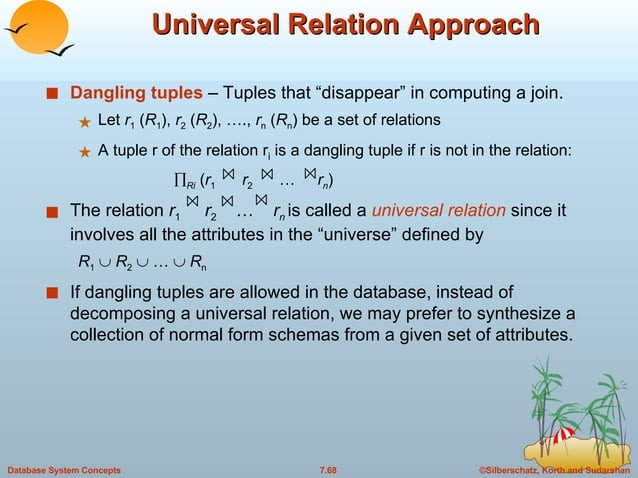 Universal Relation Approach
Dangling tuples – Tuples that “disappear” in computing a join.
Let r1 (R1), r2 (R2), …., rn (Rn) be a set of relations
A tuple r of the relation ri is a dangling tuple if r is not in the relation:
∏Ri (r1 ⋈ r2 ⋈ … ⋈ rn)
The relation r1 ⋈ r2 ⋈ … ⋈ rn is called a universal relation since it
involves all the attributes in the “universe” defined by
R1 ∪ R2 ∪ … ∪ Rn
If dangling tuples are allowed in the database, instead of
decomposing a universal relation, we may prefer to synthesize a
collection of normal form schemas from a given set of attributes.
Database System Concepts
7.68
©Silberschatz, Korth and Sudarshan